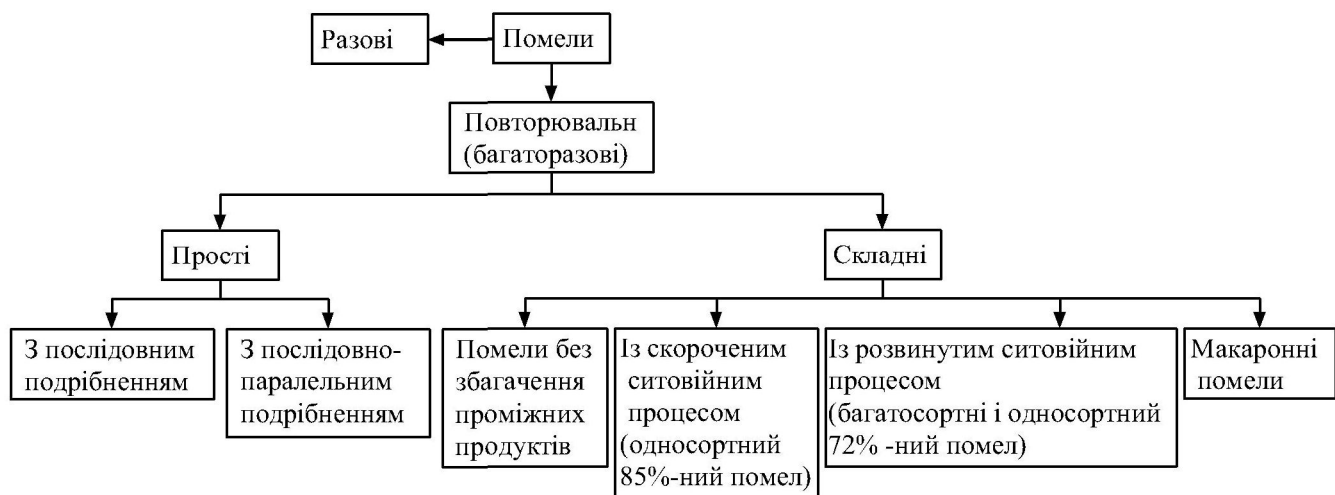 Разові
Помели
Повторювальн
(багаторазові)
Прості
Складні
З послідовним
подрібненням
З послідовно-
паралельним
подрібненням
Помели без
збагачення
проміжних
продуктів
Із скороченим
ситовійним
процесом
(односортний
85%-ний помел)
Із розвинутим ситовійним
процесом
(багатосортні і односортний
72% -ний помел)
Макаронні
помели